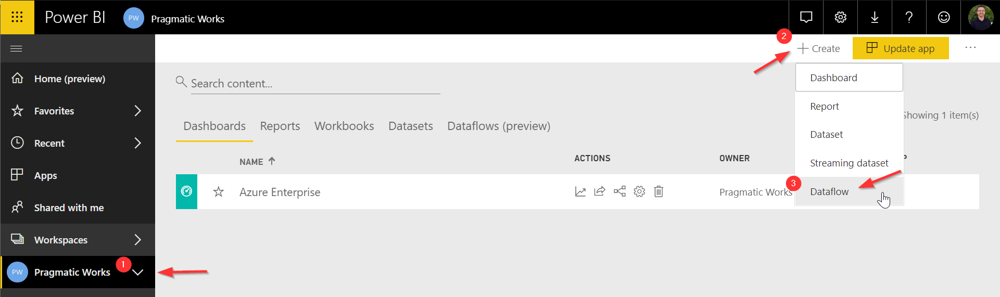 Power BI PW Pragmatic Works ?
2
+ Create Update app ...
Home (preview)
Favorites
Recent
Apps
Shared with me
Workspaces
PW Pragmatic Works 1
Search content...
Showing 1 item(s)
Dashboards Reports Workbooks Datasets Dataflows (preview)
NAME ACTIONS OWNER
Azure Enterprise Pragmatic Works
Dashboard
Report
Dataset
Streaming dataset
3 Dataflow